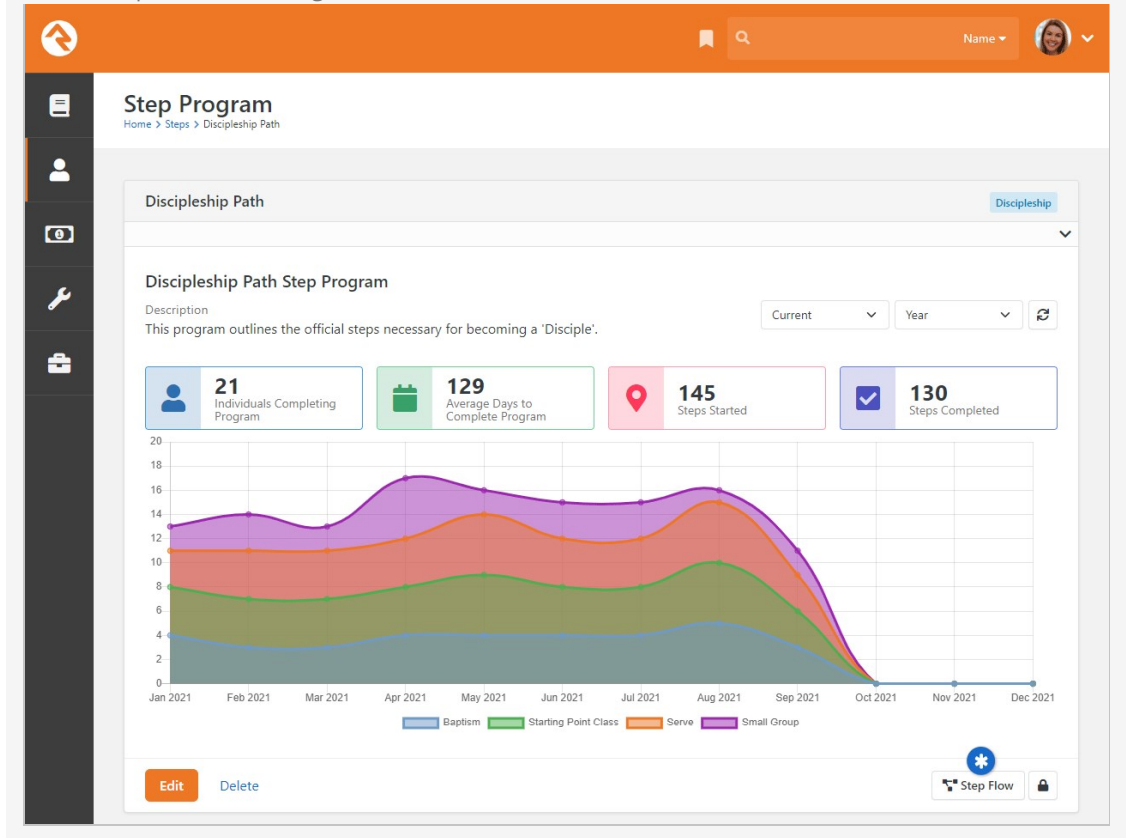 Name
Step Program
Home > Steps > Discipleship Path
Discipleship Path
Discipleship
Discipleship Path Step Program
Description
This program outlines the official steps necessary for becoming a 'Disciple'.
Current
Year
21
Individuals Completing
Program
129
Average Days to
Complete Program
145
Steps Started
130
Steps Completed
20
18
16
14
12
10
8
6
4
2
0
Jan 2021 Feb 2021 Mar 2021 Apr 2021 May 2021 Jun 2021 Jul 2021 Aug 2021 Sep 2021 Oct 2021 Nov 2021 Dec 2021
Baptism Starting Point Class Serve Small Group
Edit Delete
Step Flow